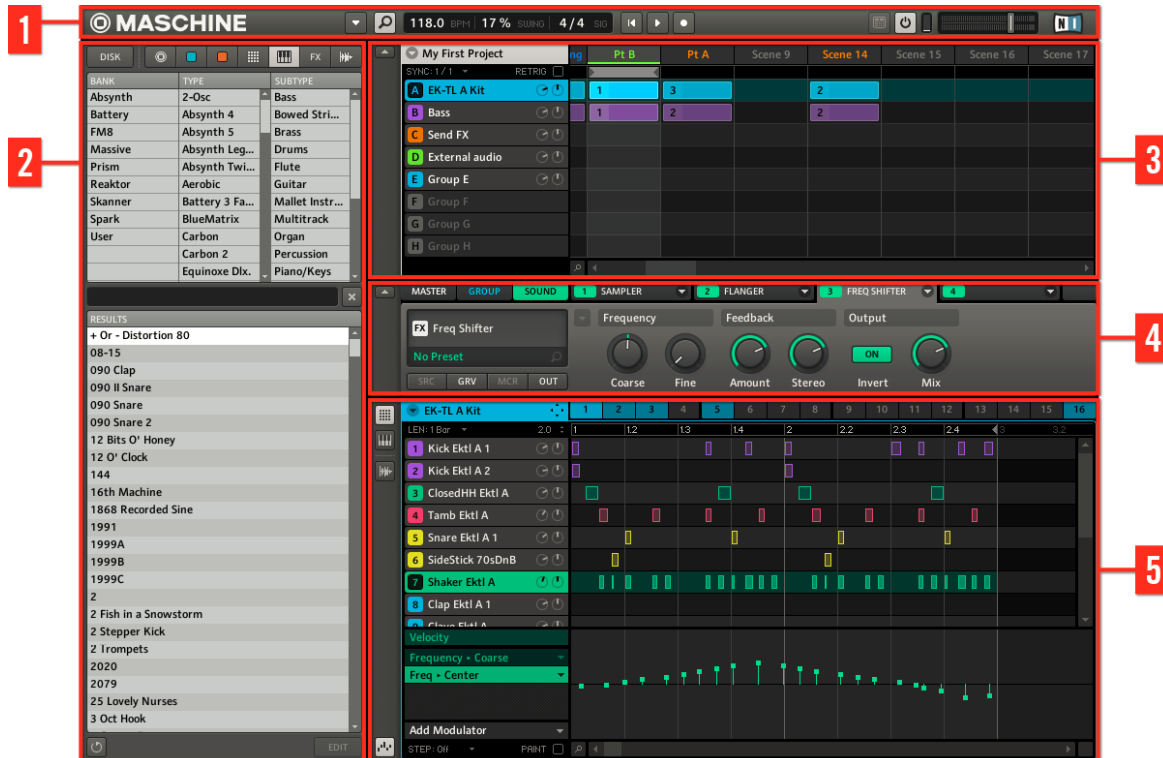 1
MASCHINE
118.0 BPM 17 % SWING 4/4 SIG
NI
2
DISK
FX
BANK TYPE SUBTYPE
Absynth 2-Osc Bass
Battery Absynth 4 Bowed Stri...
FM8 Absynth 5 Brass
Massive Absynth Leg... Drums
Prism Absynth Twi... Flute
Reaktor Aerobic Guitar
Skanner Battery 3 Fa... Mallet Instr...
Spark BlueMatrix Multitrack
User Carbon Organ
Carbon 2 Percussion
Equinoxe Dlx. Piano/Keys
RESULTS
+ Or - Distortion 80
08-15
090 Clap
090 II Snare
090 Snare
090 Snare 2
12 Bits O' Honey
12 O' Clock
144
16th Machine
1868 Recorded Sine
1991
1999A
1999B
1999C
2
2 Fish in a Snowstorm
2 Stepper Kick
2 Trompets
2020
2079
25 Lovely Nurses
3 Oct Hook
EDIT
3
My First Project ng Pt B Pt A Scene 9 Scene 14 Scene 15 Scene 16 Scene 17
SYNC: 1 / 1 RETRIG
A EK-TL A Kit 1 3 2
B Bass 1 2 2
C Send FX
D External audio
E Group E
F Group F
G Group G
H Group H
4
MASTER GROUP SOUND 1 SAMPLER 2 FLANGER 3 FREQ SHIFTER 4
FX Freq Shifter
No Preset
SRC GRV MCR OUT
Frequency Feedback Output
ON
Coarse Fine Amount Stereo Invert Mix
5
EK-TL A Kit 1 2 3 4 5 6 7 8 9 10 11 12 13 14 15 16
LEN: 1 Bar 2.0 1 1.2 1.3 1.4 2 2.2 2.3 2.4 3 3.2
1 Kick Ektl A 1
2 Kick Ektl A 2
3 ClosedHH Ektl A
4 Tamb Ektl A
5 Snare Ektl A 1
6 SideStick 70sDnB
7 Shaker Ektl A
8 Clap Ektl A 1
9 Clave Ektl A
Velocity
Frequency ▸ Coarse
Freq ▸ Center
Add Modulator
STEP: Off PAINT